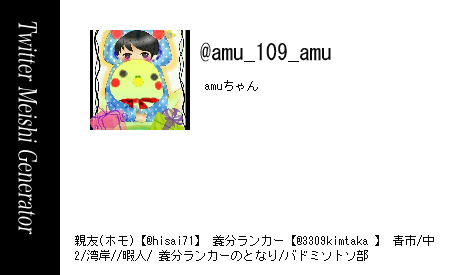 Twitter Meishi Generator
@amu_109_amu
amuちゃん
親友(ホモ)【@hisai71】 養分ランカー【@3309kimtaka 】 春市/中
2/湾岸//暇人/ 養分ランカーのとなり/バドミソトソ部